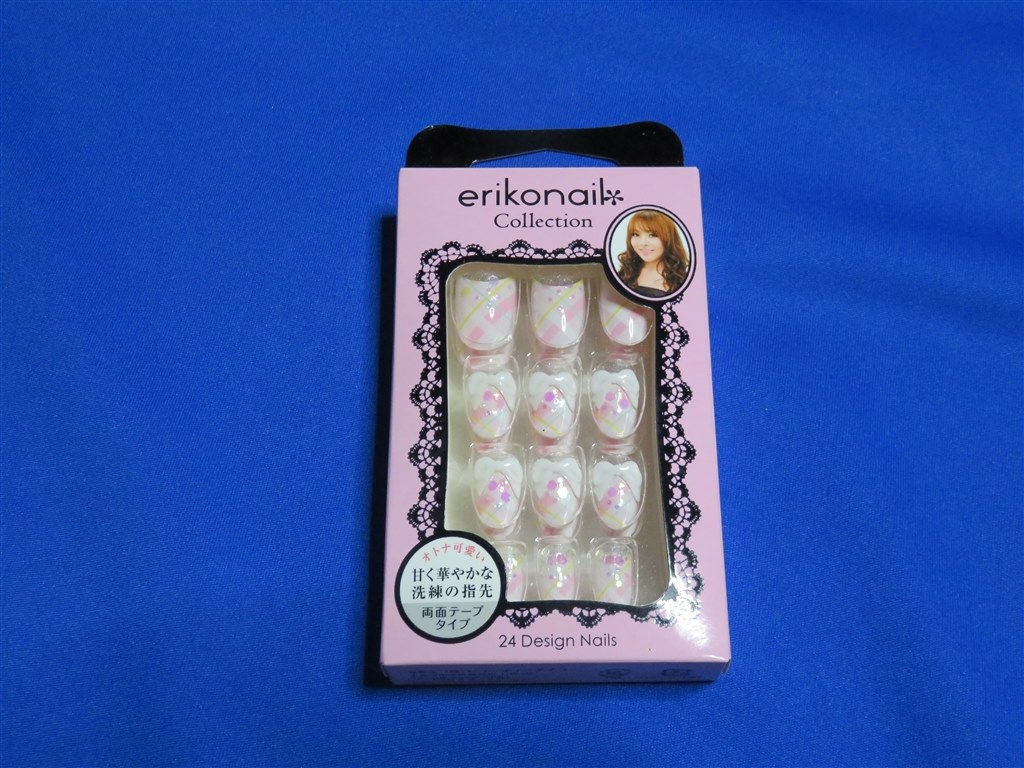 erikonail
Collection
オトナ可愛い
甘く華やかな
洗練の指先
両面テープ
タイプ
24 Design Nails